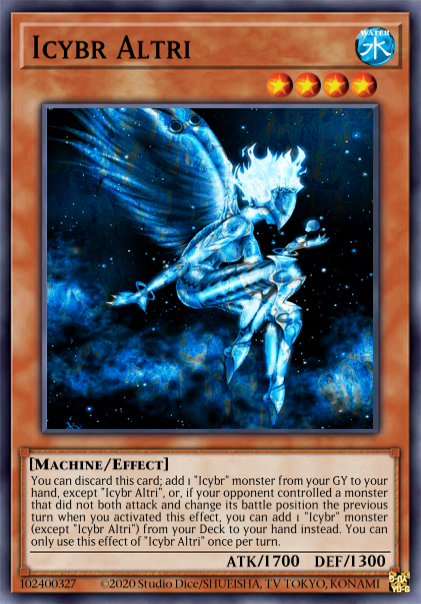 Icybr Altri
WATER
水
[Machine/Effect]
You can discard this card; add 1 "Icybr" monster from your GY to your
hand, except "Icybr Altri", or, if your opponent controlled a monster
that did not both attack and change its battle position the previous
turn when you activated this effect, you can add 1 "Icybr" monster
(except "Icybr Altri") from your Deck to your hand instead. You can
only use this effect of "Icybr Altri" once per turn.
ATK/1700 DEF/1300
102400327 ©2020 Studio Dice/SHUEISHA, TV TOKYO, KONAMI